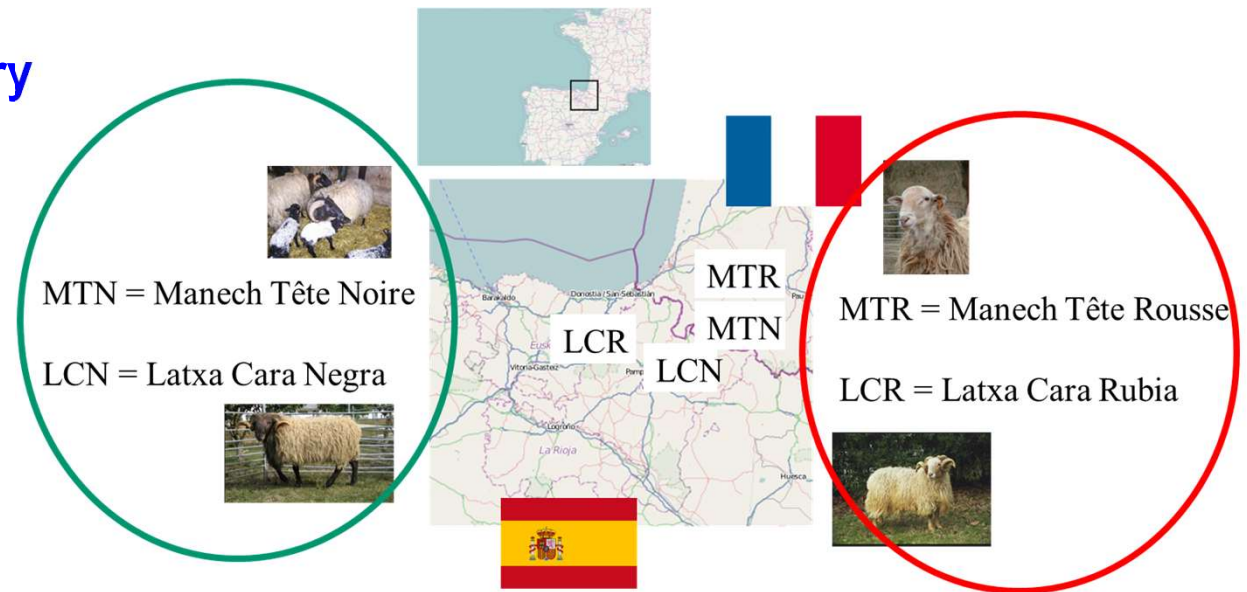 ry
MTN = Manech Tête Noire
LCN = Latxa Cara Negra
MTR
MTN
LCR
LCN
Barakaldo
Donostia / San Sebastián
Pau
Vitoria-Gasteiz
Logroño
La Rioja
Huesca
MTR = Manech Tête Rousse
LCR = Latxa Cara Rubia